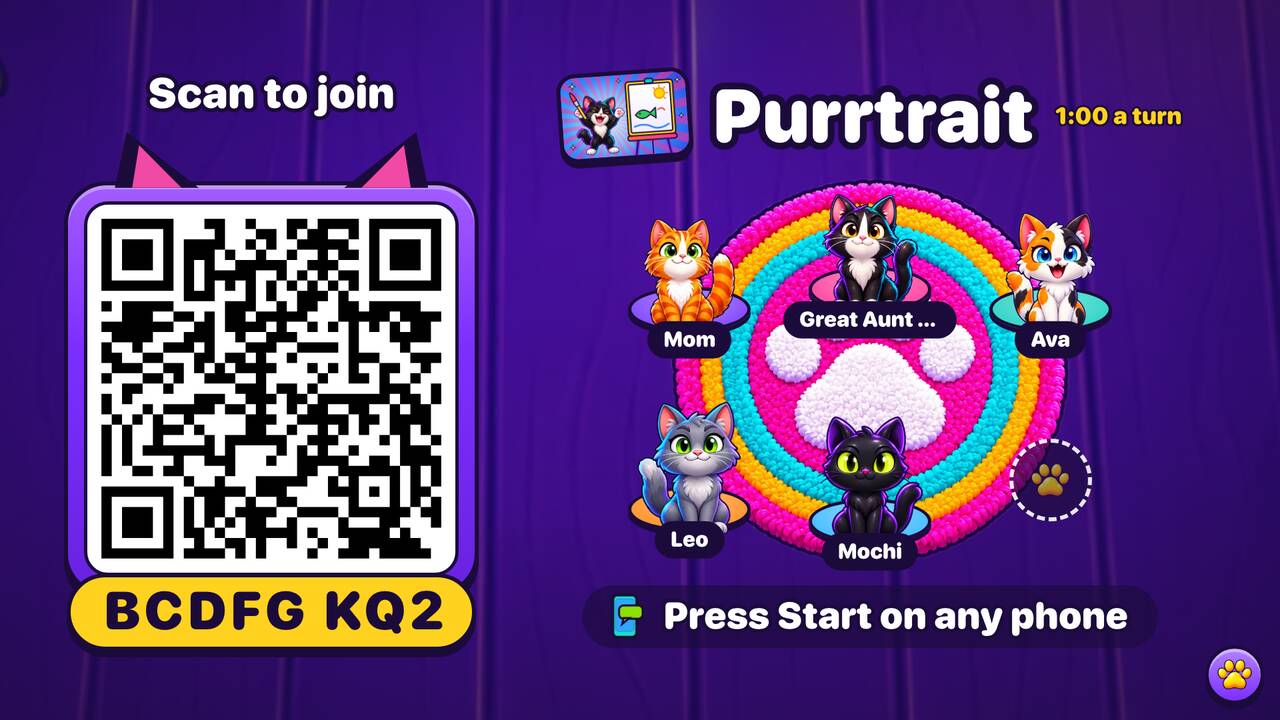 Scan to join
BCDFG KQ2
Purrtrait
1:00 a turn
Mom
Great Aunt ...
Ava
Leo
Mochi
Press Start on any phone